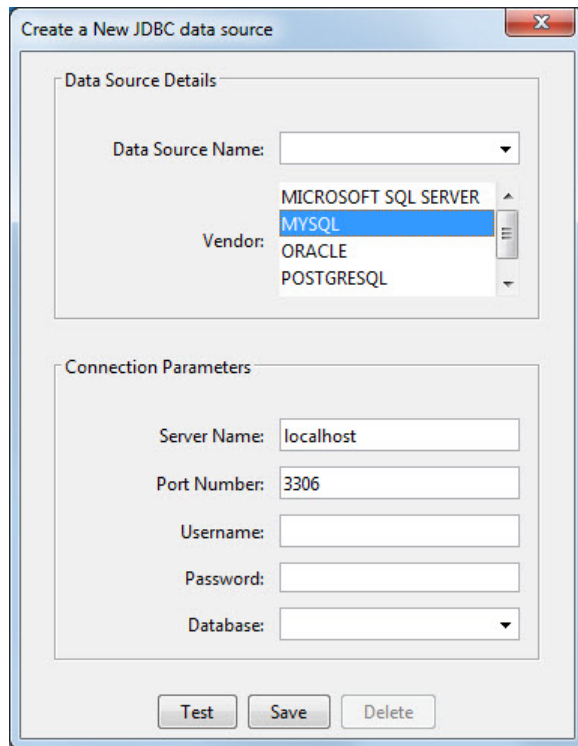 Create a New JDBC data source
Data Source Details
Data Source Name:
Vendor:
MICROSOFT SQL SERVER
MYSQL
ORACLE
POSTGRESQL
Connection Parameters
Server Name: localhost
Port Number: 3306
Username:
Password:
Database:
Test Save Delete